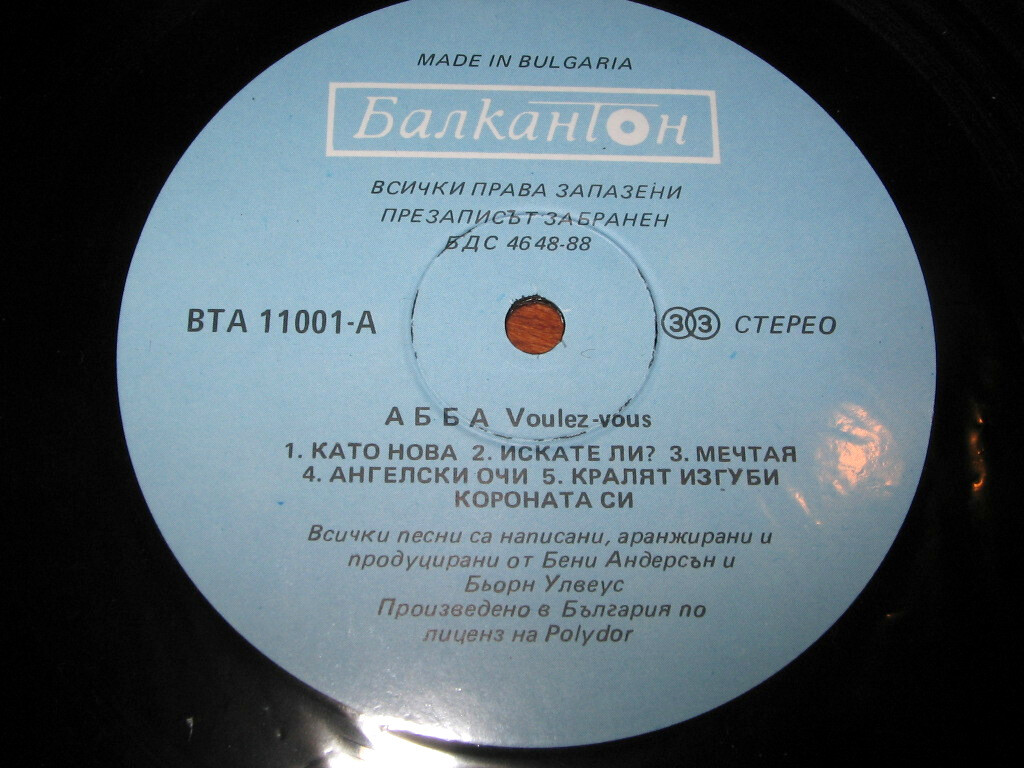 MADE IN BULGARIA
Балкантон
ВСИЧКИ ПРАВА ЗАПАЗЕНИ
ПРЕЗАПИСЪТ ЗАБРАНЕН
БДС 4648-88
ВТА 11001-А
33 СТЕРЕО
АББА Voulez-vous
1. КАТО НОВА 2. ИСКАТЕ ЛИ? 3. МЕЧТАЯ
4. АНГЕЛСКИ ОЧИ 5. КРАЛЯТ ИЗГУБИ
КОРОНАТА СИ
Всички песни са написани, аранжирани и
продуцирани от Бени Андерсън и
Бьорн Улвеус
Произведено в България по
лиценз на Polydor